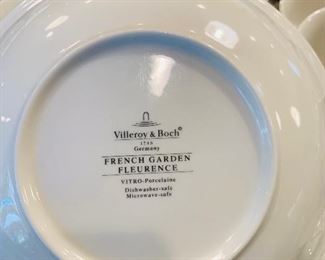 Villeroy & Boch®
1748
Germany
FRENCH GARDEN
FLEURENCE
VITRO-Porcelaine
Dishwasher-safe
Microwave-safe